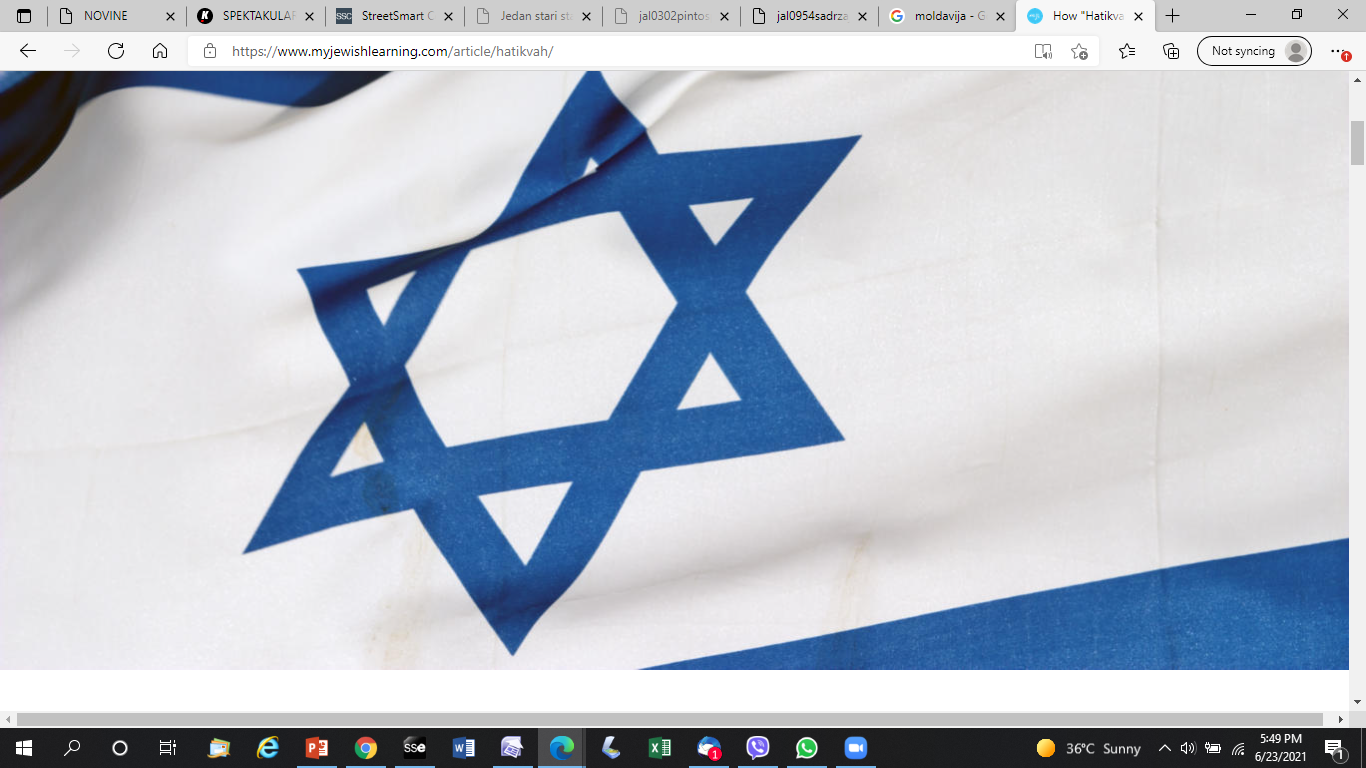 NOVINE
SPEKTAKULAR
StreetSmart C
Jedan stari sta
jal0302pintos
jal0954sadrza
moldavija - G
How "Hatikva
https://www.myjewishlearning.com/article/hatikvah/
Not syncing
36°C Sunny
5:49 PM
6/23/2021